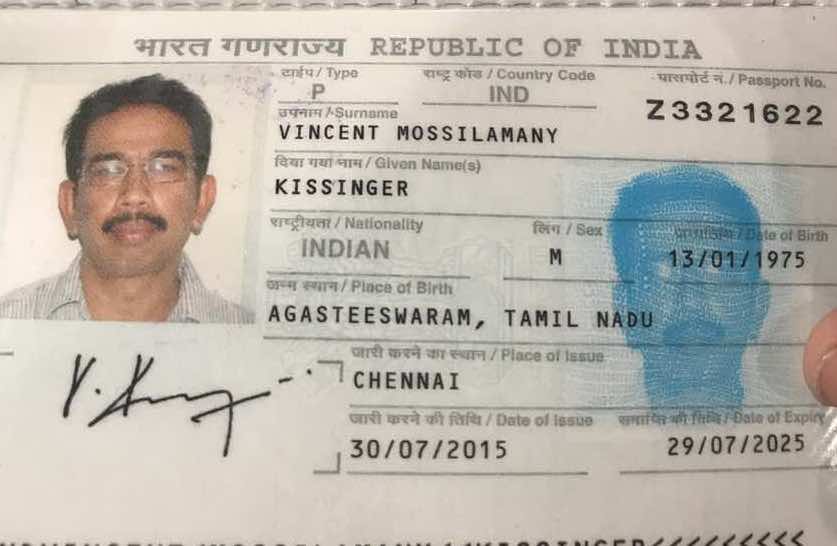 भारत गणराज्य REPUBLIC OF INDIA
टाईप / Type राष्ट्र कोड / Country Code पासपोर्ट नं. / Passport No.
P IND Z3321622
उपनाम / Surname
VINCENT MOSSILAMANY
दिया गया नाम / Given Name(s)
KISSINGER
राष्ट्रीयता / Nationality लिंग / Sex जन्मतिथि / Date of Birth
INDIAN M 13/01/1975
जन्म स्थान / Place of Birth
AGASTEESWARAM, TAMIL NADU
जारी करने का स्थान / Place of Issue
CHENNAI
जारी करने की तिथि / Date of Issue समाप्ति की तिथि / Date of Expiry
30/07/2015 29/07/2025